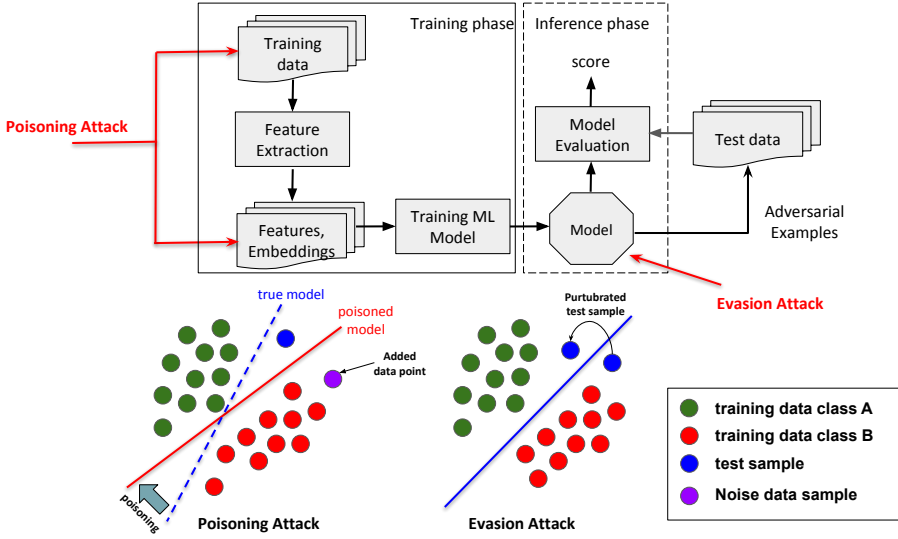 Training phase
Inference phase
Training
data
score
Poisoning Attack
Feature
Extraction
Model
Evaluation
Test data
Features,
Embeddings
Training ML
Model
Model
Adversarial
Examples
Evasion Attack
true model
poisoned
model
Added
data point
poisoning
Poisoning Attack
Purtubrated
test sample
Evasion Attack
training data class A
training data class B
test sample
Noise data sample